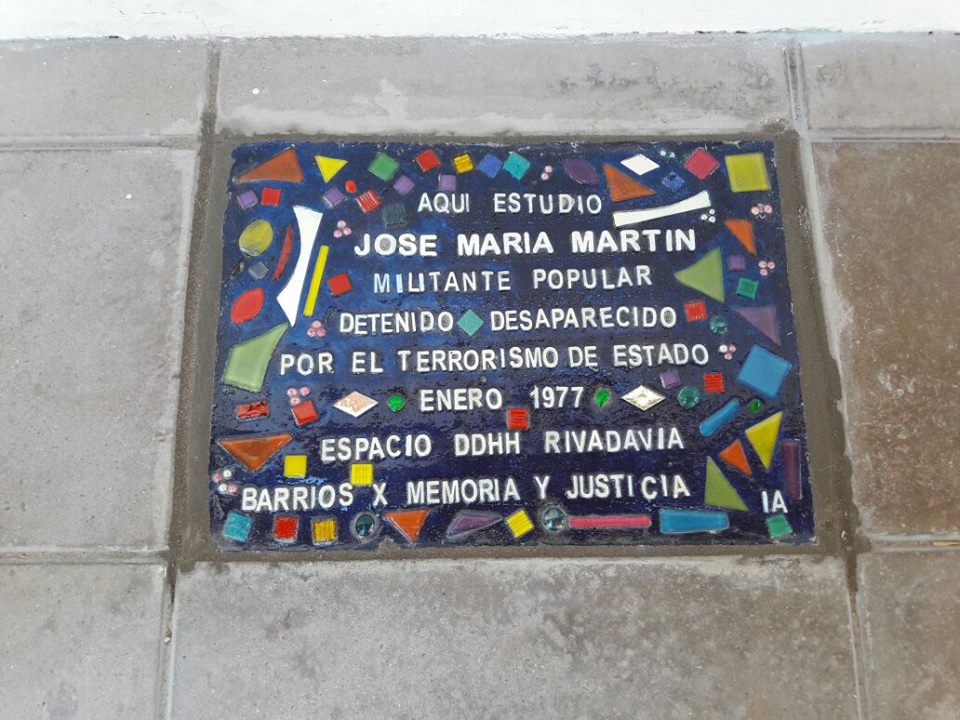 AQUI ESTUDIO
JOSE MARIA MARTIN
MILITANTE POPULAR
DETENIDO DESAPARECIDO
POR EL TERRORISMO DE ESTADO
ENERO 1977
ESPACIO DDHH RIVADAVIA
BARRIOS X MEMORIA Y JUSTICIA IA